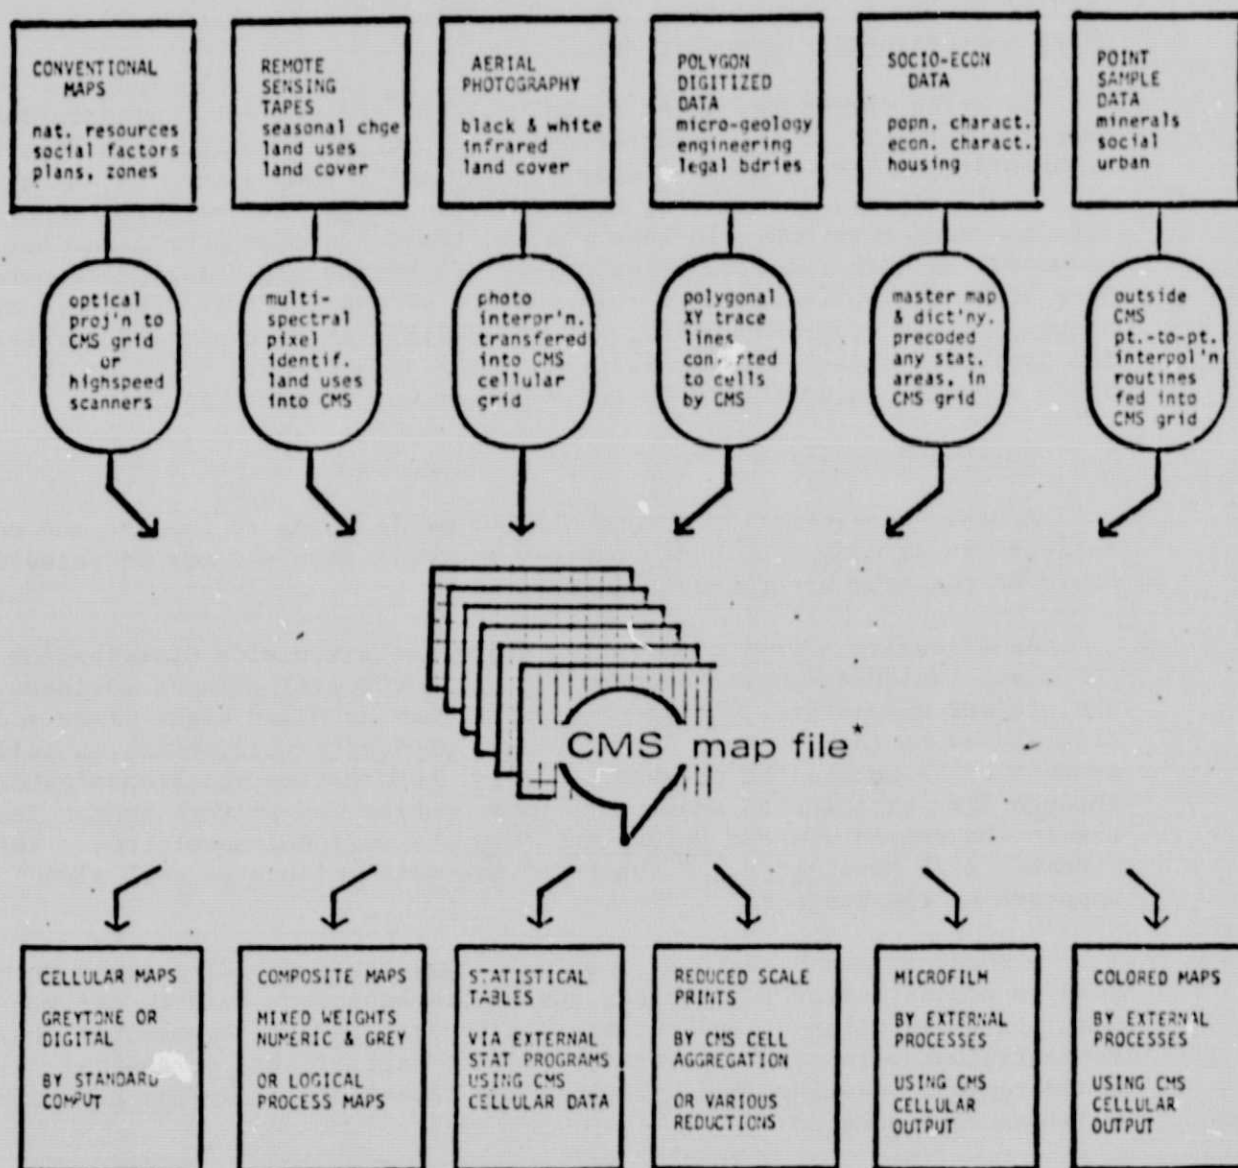 CONVENTIONAL
MAPS
nat. resources
social factors
plans, zones
REMOTE
SENSING
TAPES
seasonal chge
land uses
land cover
AERIAL
PHOTOGRAPHY
black & white
infrared
land cover
POLYGON
DIGITIZED
DATA
micro-geology
engineering
legal bdries
SOCIO-ECON
DATA
popn. charact.
econ. charact.
housing
POINT
SAMPLE
DATA
minerals
social
urban
optical
proj'n to
CMS grid
or
highspeed
scanners
multi-
spectral
pixel
identif.
land uses
into CMS
photo
interpr'n.
transfered
into CMS
cellular
grid
polygonal
XY trace
lines
converted
to cells
by CMS
master map
& dict'ny.
precoded
any stat.
areas, in
CMS grid
outside
CMS
pt.-to-pt.
interpol'n
routines
fed into
CMS grid
CMS map file*
CELLULAR MAPS
GREYTONE OR
DIGITAL
BY STANDARD
COMPUT
COMPOSITE MAPS
MIXED WEIGHTS
NUMERIC & GREY
OR LOGICAL
PROCESS MAPS
STATISTICAL
TABLES
VIA EXTERNAL
STAT PROGRAMS
USING CMS
CELLULAR DATA
REDUCED SCALE
PRINTS
BY CMS CELL
AGGREGATION
OR VARIOUS
REDUCTIONS
MICROFILM
BY EXTERNAL
PROCESSES
USING CMS
CELLULAR
OUTPUT
COLORED MAPS
BY EXTERNAL
PROCESSES
USING CMS
CELLULAR
OUTPUT